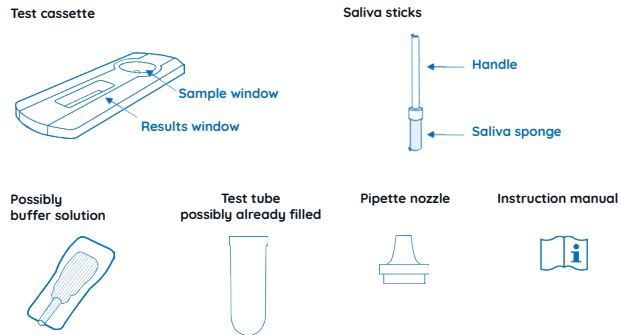 Test cassette
Saliva sticks
Handle
Sample window
Saliva sponge
Results window
Possibly
buffer solution
Test tube
possibly already filled
Pipette nozzle
Instruction manual
i